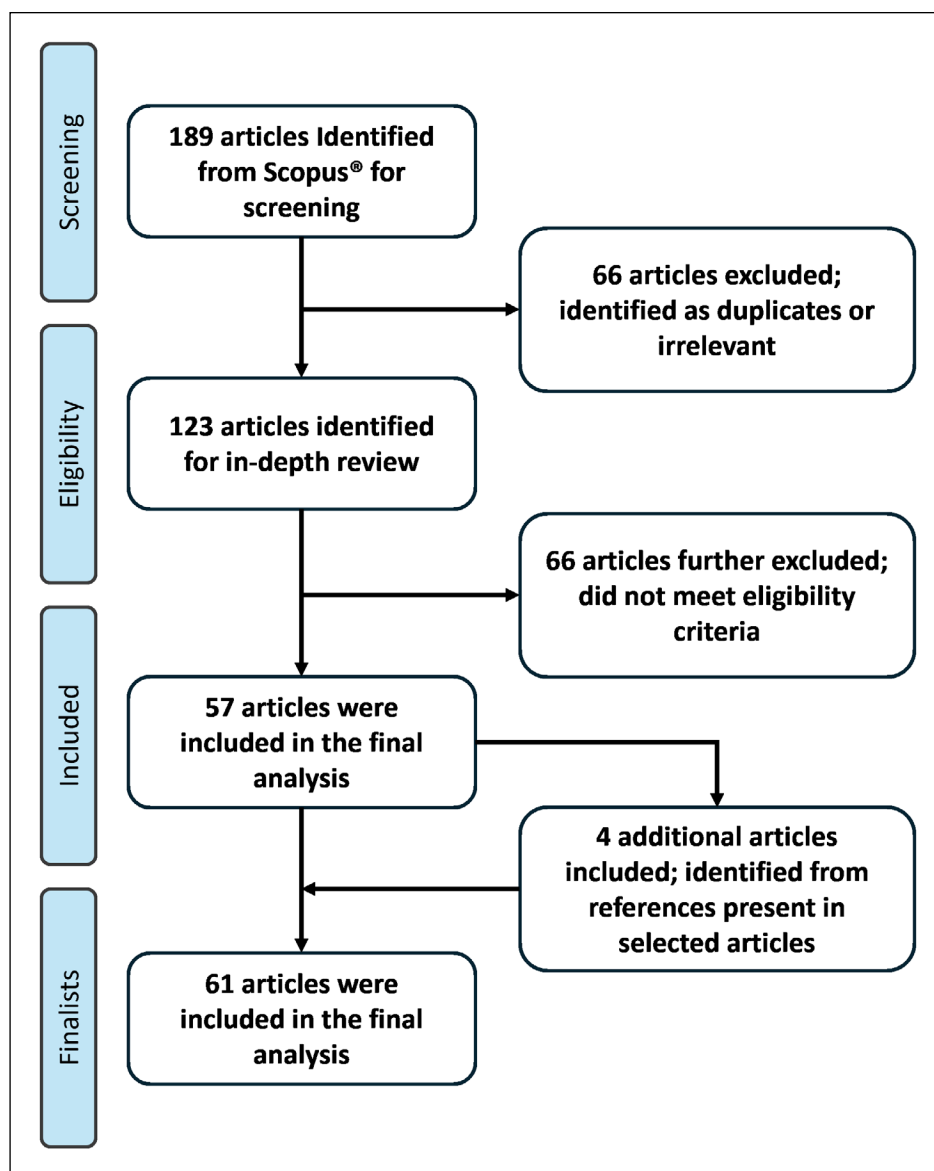 Screening
189 articles Identified
from Scopus® for
screening
66 articles excluded;
identified as duplicates or
irrelevant
Eligibility
123 articles identified
for in-depth review
66 articles further excluded;
did not meet eligibility
criteria
Included
57 articles were
included in the final
analysis
4 additional articles
included; identified from
references present in
selected articles
Finalists
61 articles were
included in the final
analysis